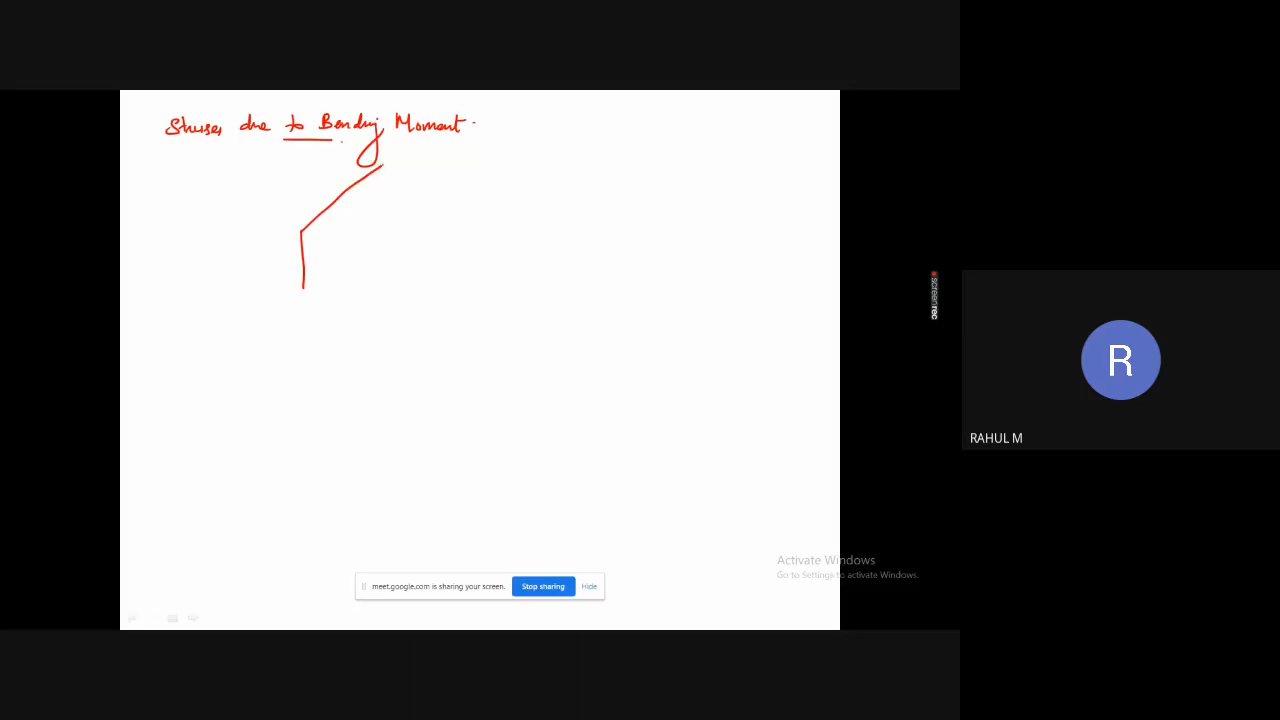 Stresses due to Bending Moment.
screenrec
R
RAHUL M
Activate Windows
Go to Settings to activate Windows.
meet.google.com is sharing your screen. Stop sharing Hide